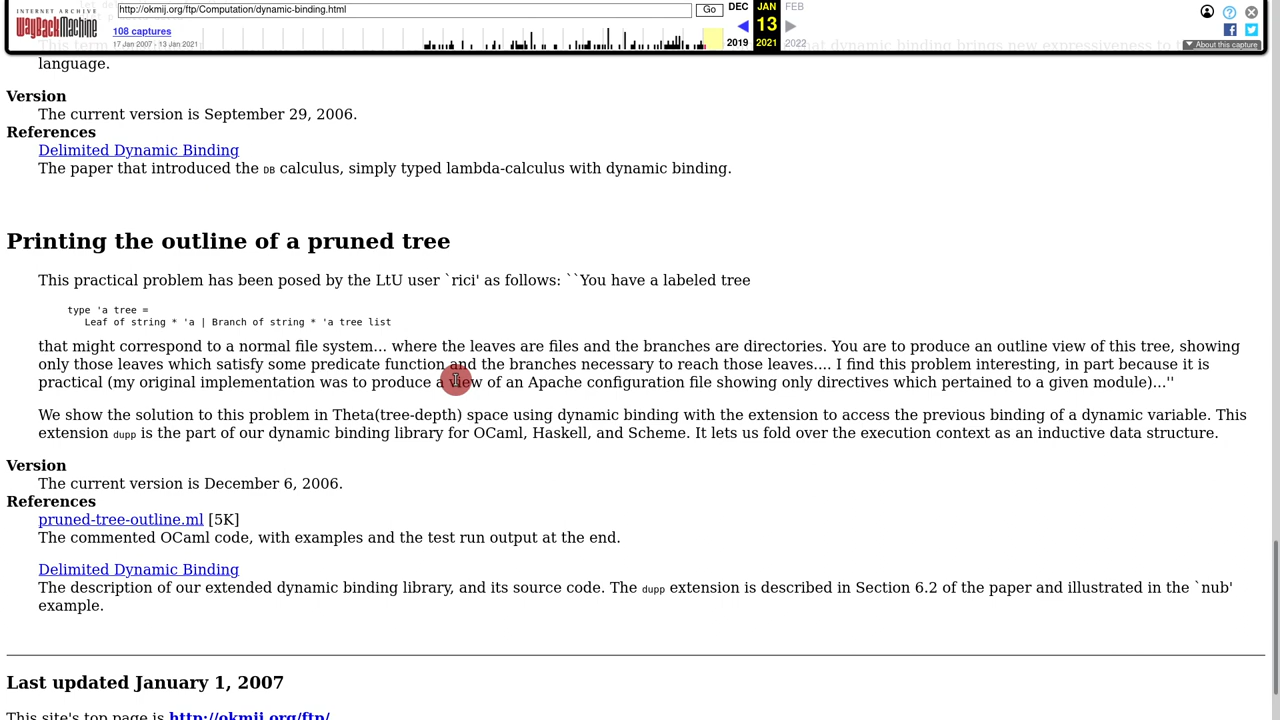 INTERNET ARCHIVE
WayBackMachine
http://okmij.org/ftp/Computation/dynamic-binding.html
Go
DEC JAN FEB
108 captures
13
17 Jan 2007 - 13 Jan 2021
2019 2021 2022
About this capture
This term that dynamic binding brings new expressiveness to
language.
Version
The current version is September 29, 2006.
References
Delimited Dynamic Binding
The paper that introduced the DB calculus, simply typed lambda-calculus with dynamic binding.
Printing the outline of a pruned tree
This practical problem has been posed by the LtU user `rici' as follows: ``You have a labeled tree
type 'a tree =
Leaf of string * 'a | Branch of string * 'a tree list
that might correspond to a normal file system... where the leaves are files and the branches are directories. You are to produce an outline view of this tree, showing
only those leaves which satisfy some predicate function and the branches necessary to reach those leaves.... I find this problem interesting, in part because it is
practical (my original implementation was to produce a view of an Apache configuration file showing only directives which pertained to a given module)...''
We show the solution to this problem in Theta(tree-depth) space using dynamic binding with the extension to access the previous binding of a dynamic variable. This
extension dupp is the part of our dynamic binding library for OCaml, Haskell, and Scheme. It lets us fold over the execution context as an inductive data structure.
Version
The current version is December 6, 2006.
References
pruned-tree-outline.ml [5K]
The commented OCaml code, with examples and the test run output at the end.
Delimited Dynamic Binding
The description of our extended dynamic binding library, and its source code. The dupp extension is described in Section 6.2 of the paper and illustrated in the `nub'
example.
Last updated January 1, 2007
This site's top page is http://okmij.org/ftp/